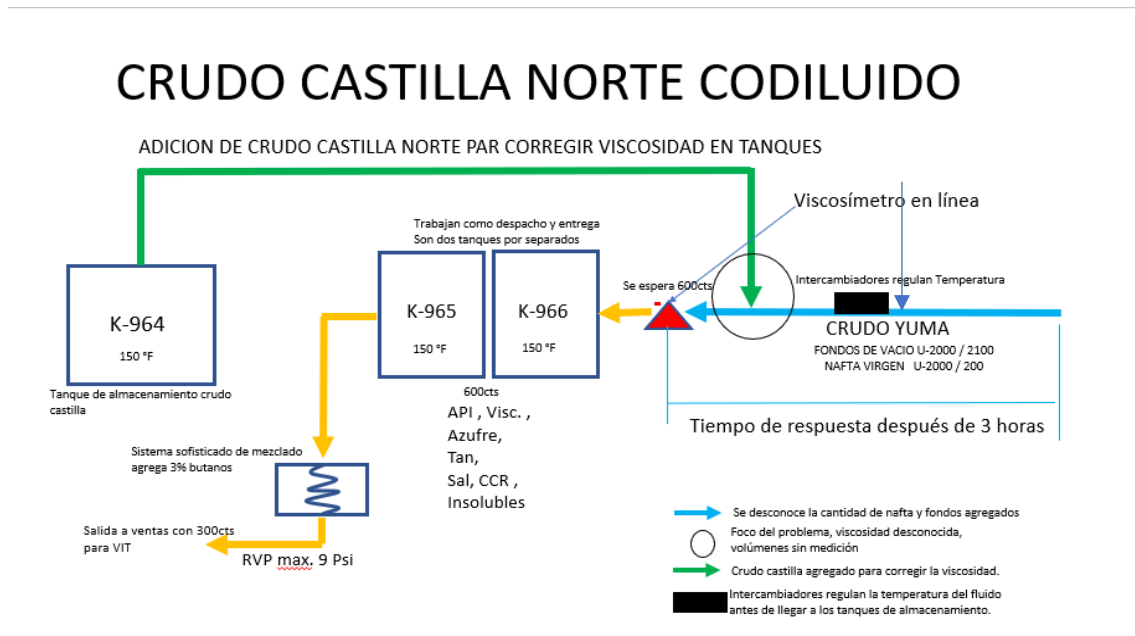 CRUDO CASTILLA NORTE CODILUIDO
ADICION DE CRUDO CASTILLA NORTE PAR CORREGIR VISCOSIDAD EN TANQUES
Viscosímetro en línea
Trabajan como despacho y entrega
Son dos tanques por separados
Se espera 600cts
Intercambiadores regulan Temperatura
K-964
150 °F
K-965
150 °F
K-966
150 °F
CRUDO YUMA
FONDOS DE VACIO U-2000 / 2100
NAFTA VIRGEN U-2000 / 200
Tanque de almacenamiento crudo
castilla
600cts
API , Visc. ,
Azufre,
Tan,
Sal, CCR ,
Insolubles
Tiempo de respuesta después de 3 horas
Sistema sofisticado de mezclado
agrega 3% butanos
Salida a ventas con 300cts
para VIT
RVP max. 9 Psi
Se desconoce la cantidad de nafta y fondos agregados
Foco del problema, viscosidad desconocida,
volúmenes sin medición
Crudo castilla agregado para corregir la viscosidad.
Intercambiadores regulan la temperatura del fluido
antes de llegar a los tanques de almacenamiento.